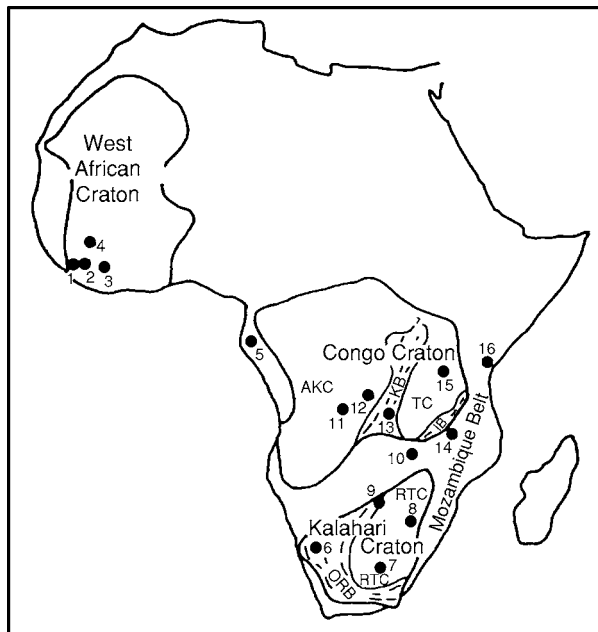 West
African
Craton
4
1
2
3
5
Congo Craton
16
AKC
KB
15
12
TC
11
13
IB
14
10
Mozambique Belt
9
RTC
8
Kalahari
6
Craton
7
ORB
RTC